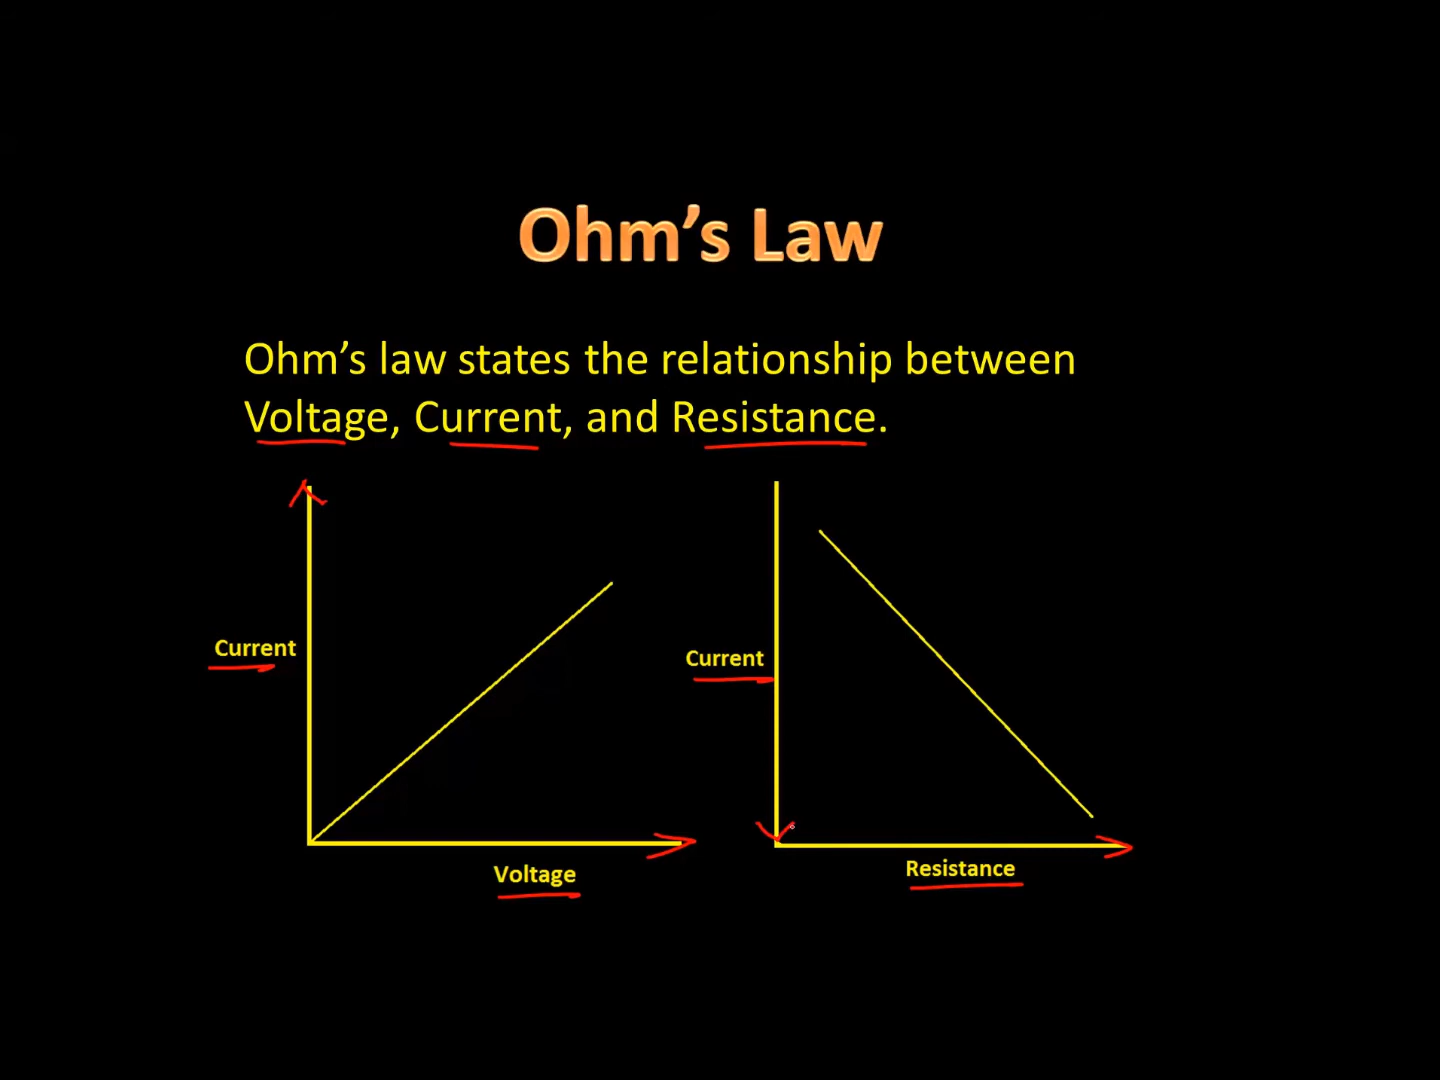 Ohm’s Law
Ohm’s law states the relationship between
Voltage, Current, and Resistance.
Current
Voltage
Current
Resistance